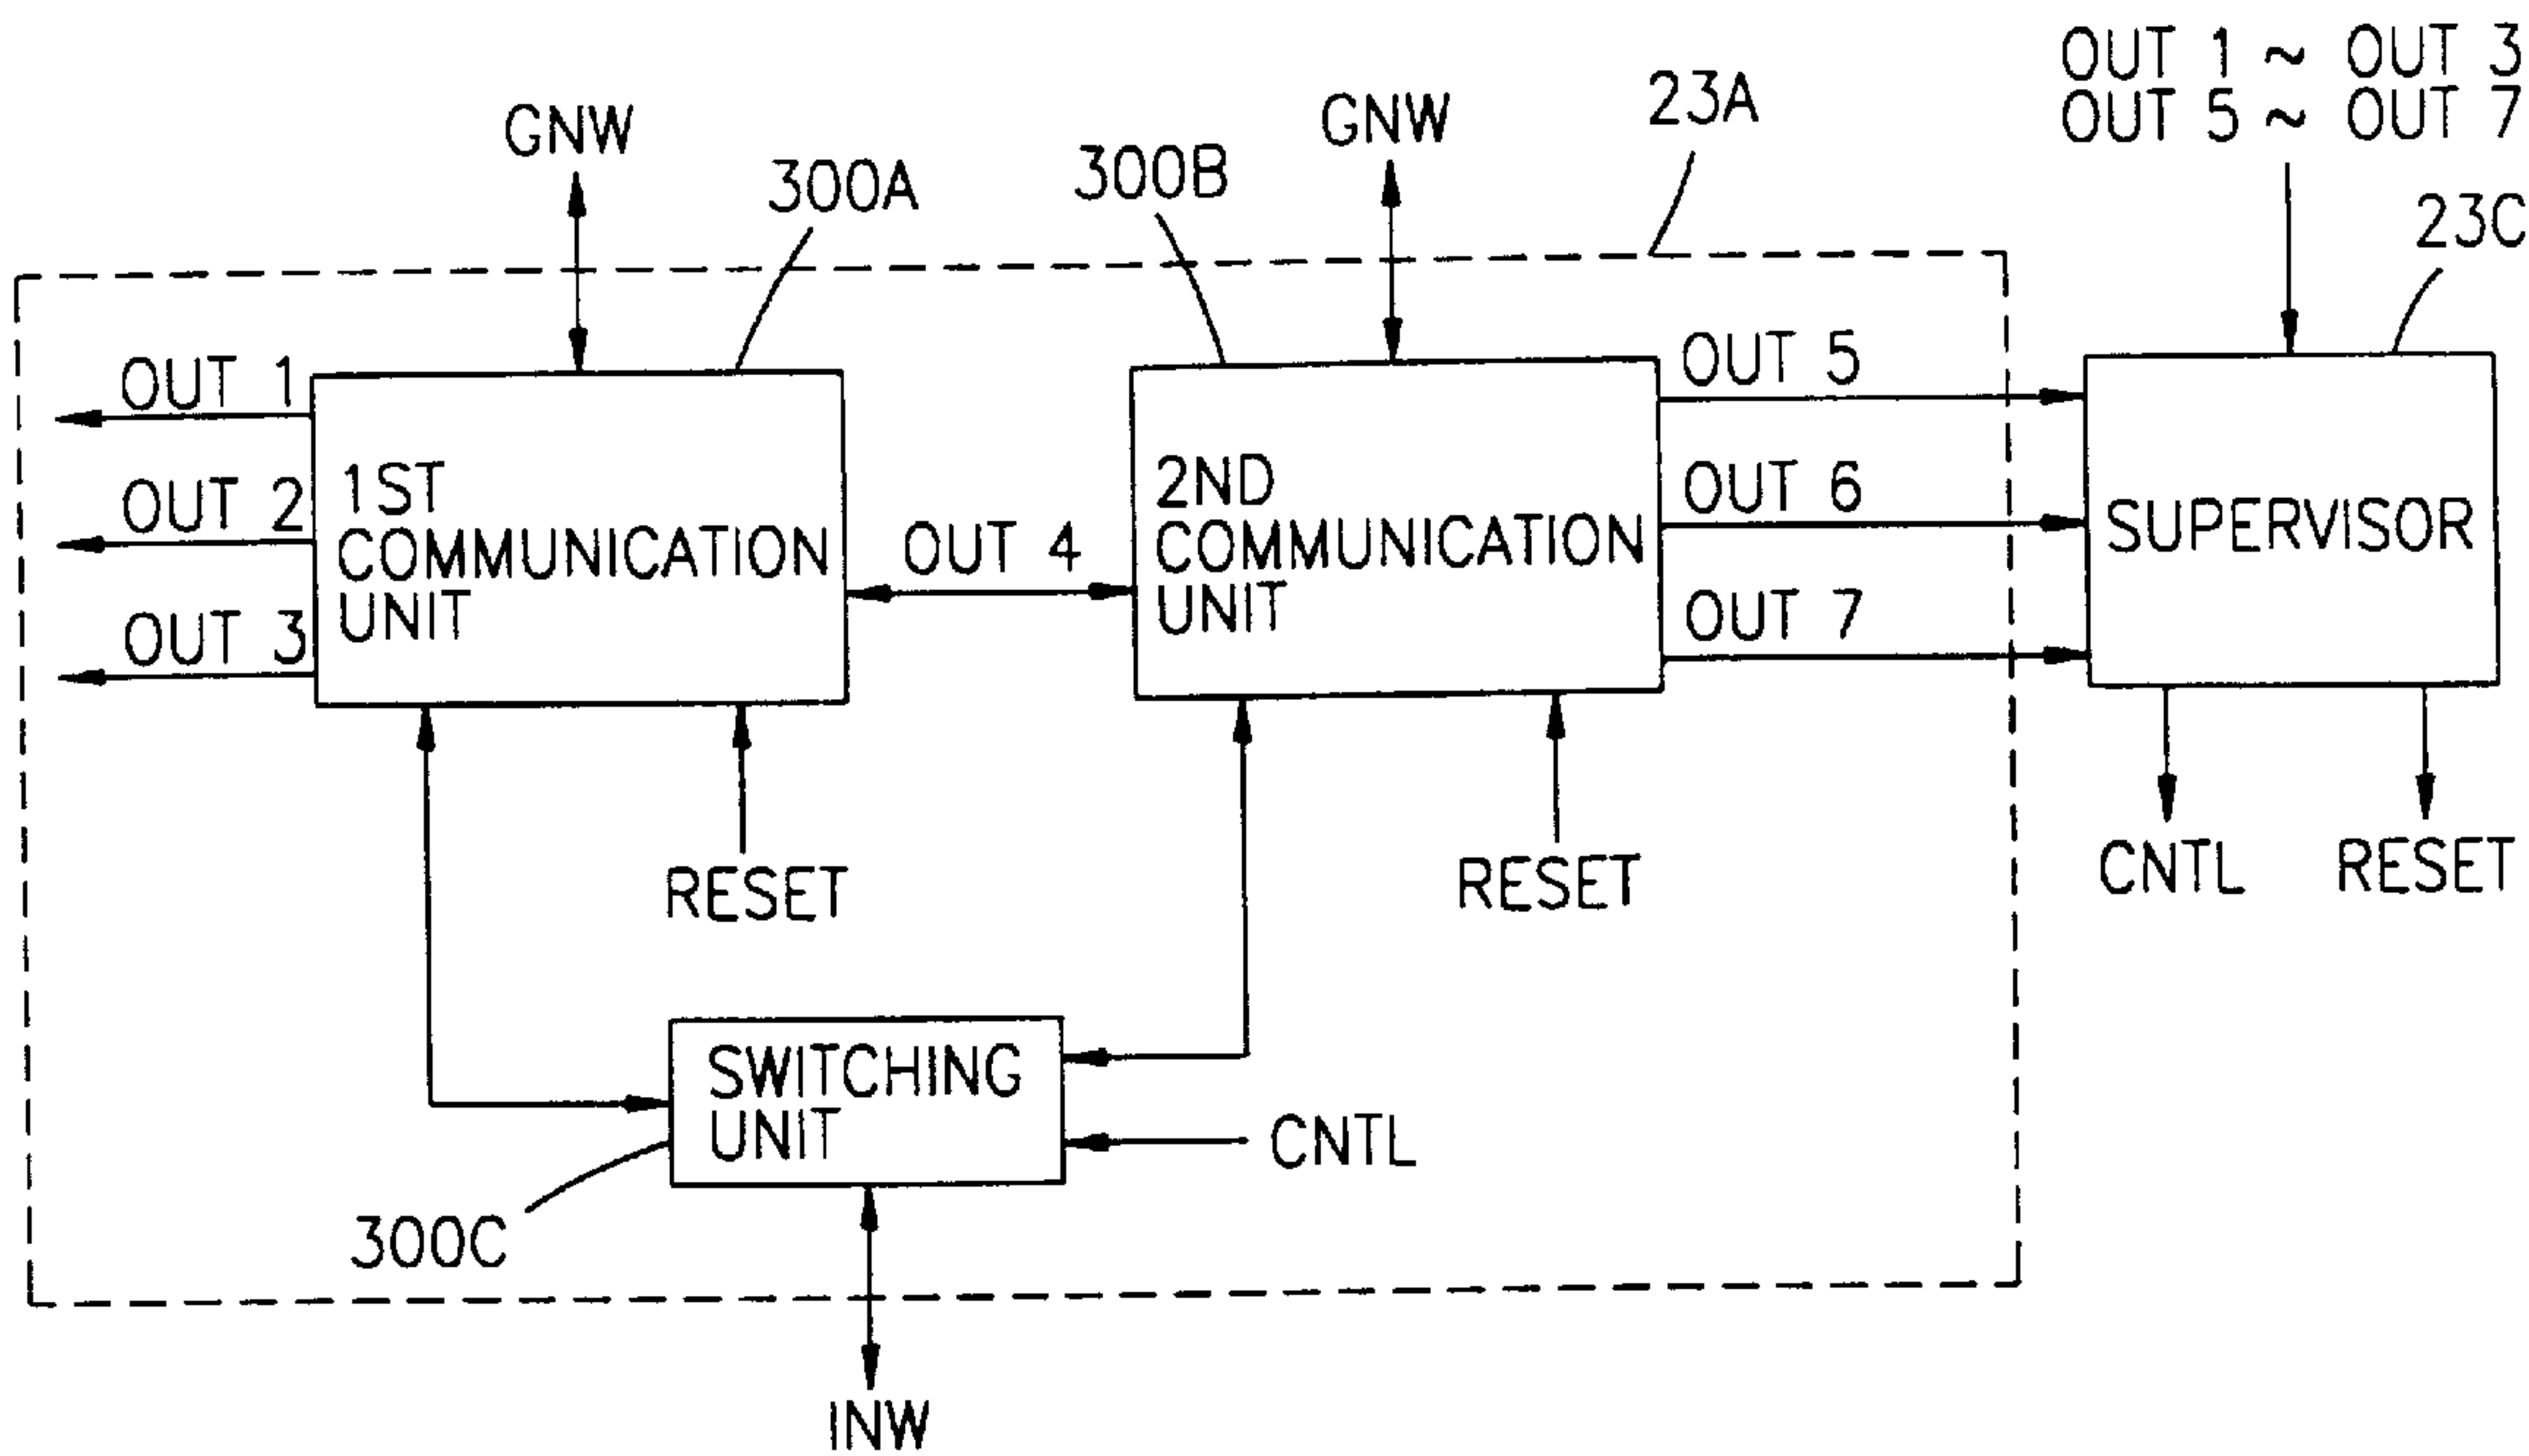 OUT 1 ~ OUT 3
OUT 5 ~ OUT 7
GNW
GNW
23A
300A
300B
23C
OUT 1
OUT 2
OUT 3
1ST
COMMUNICATION
UNIT
OUT 4
2ND
COMMUNICATION
UNIT
OUT 5
OUT 6
OUT 7
SUPERVISOR
RESET
RESET
CNTL
RESET
SWITCHING
UNIT
CNTL
300C
INW